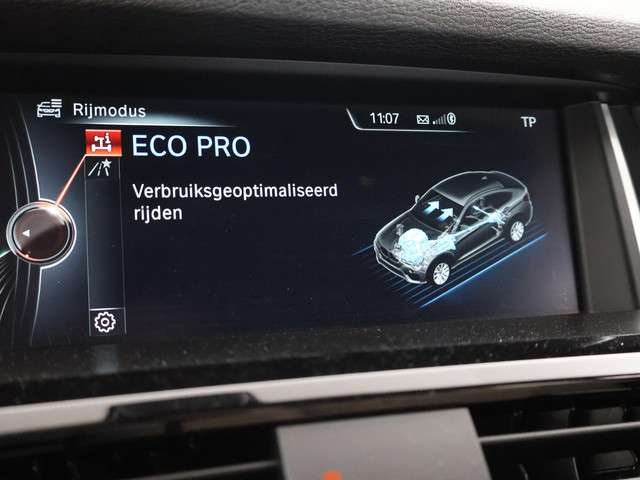 Rijmodus
11:07
TP
ECO PRO
Verbruiksgeoptimaliseerd
rijden